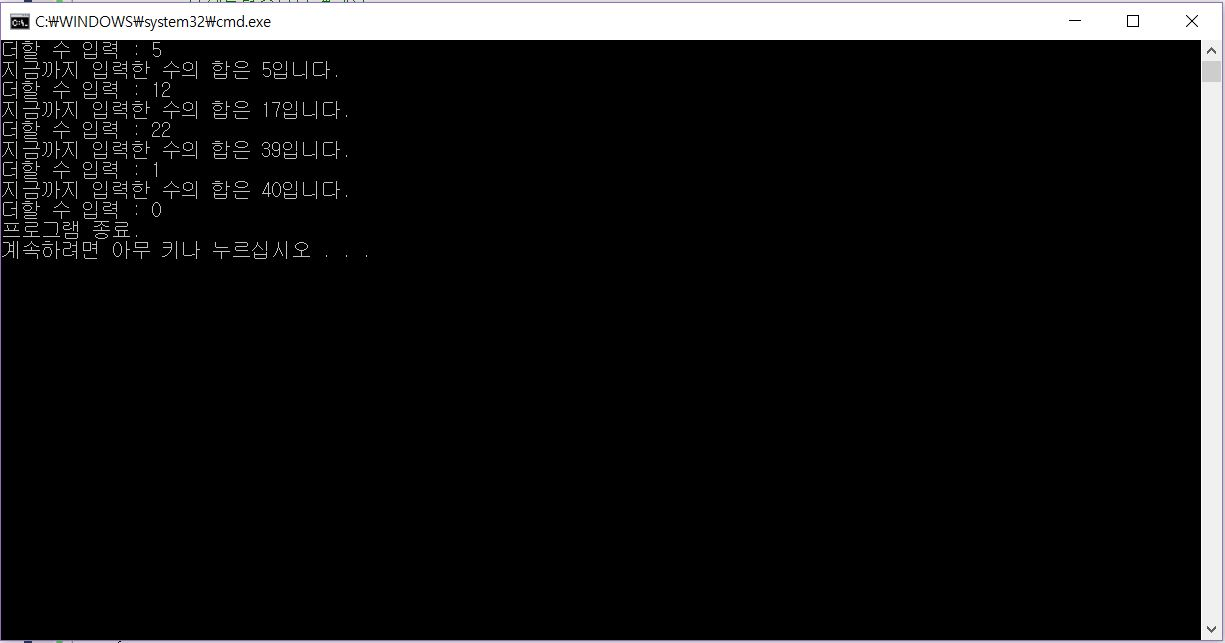 C:₩WINDOWS₩system32₩cmd.exe
더할 수 입력 : 5
지금까지 입력한 수의 합은 5입니다.
더할 수 입력 : 12
지금까지 입력한 수의 합은 17입니다.
더할 수 입력 : 22
지금까지 입력한 수의 합은 39입니다.
더할 수 입력 : 1
지금까지 입력한 수의 합은 40입니다.
더할 수 입력 : 0
프로그램 종료.
계속하려면 아무 키나 누르십시오 . . .